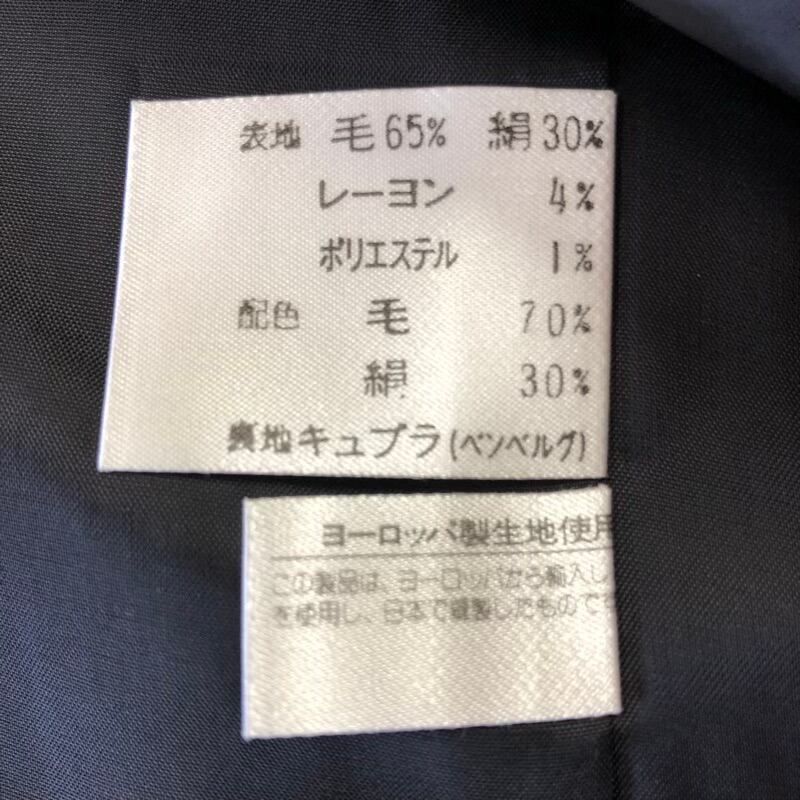 表地 毛65% 絹30%
レーヨン 4%
ポリエステル 1%
配色 毛 70%
絹 30%
裏地キュプラ(ベンベルグ)
ヨーロッパ製生地使用
この製品は、ヨーロッパから輸入し
を使用し、日本で縫製したものです